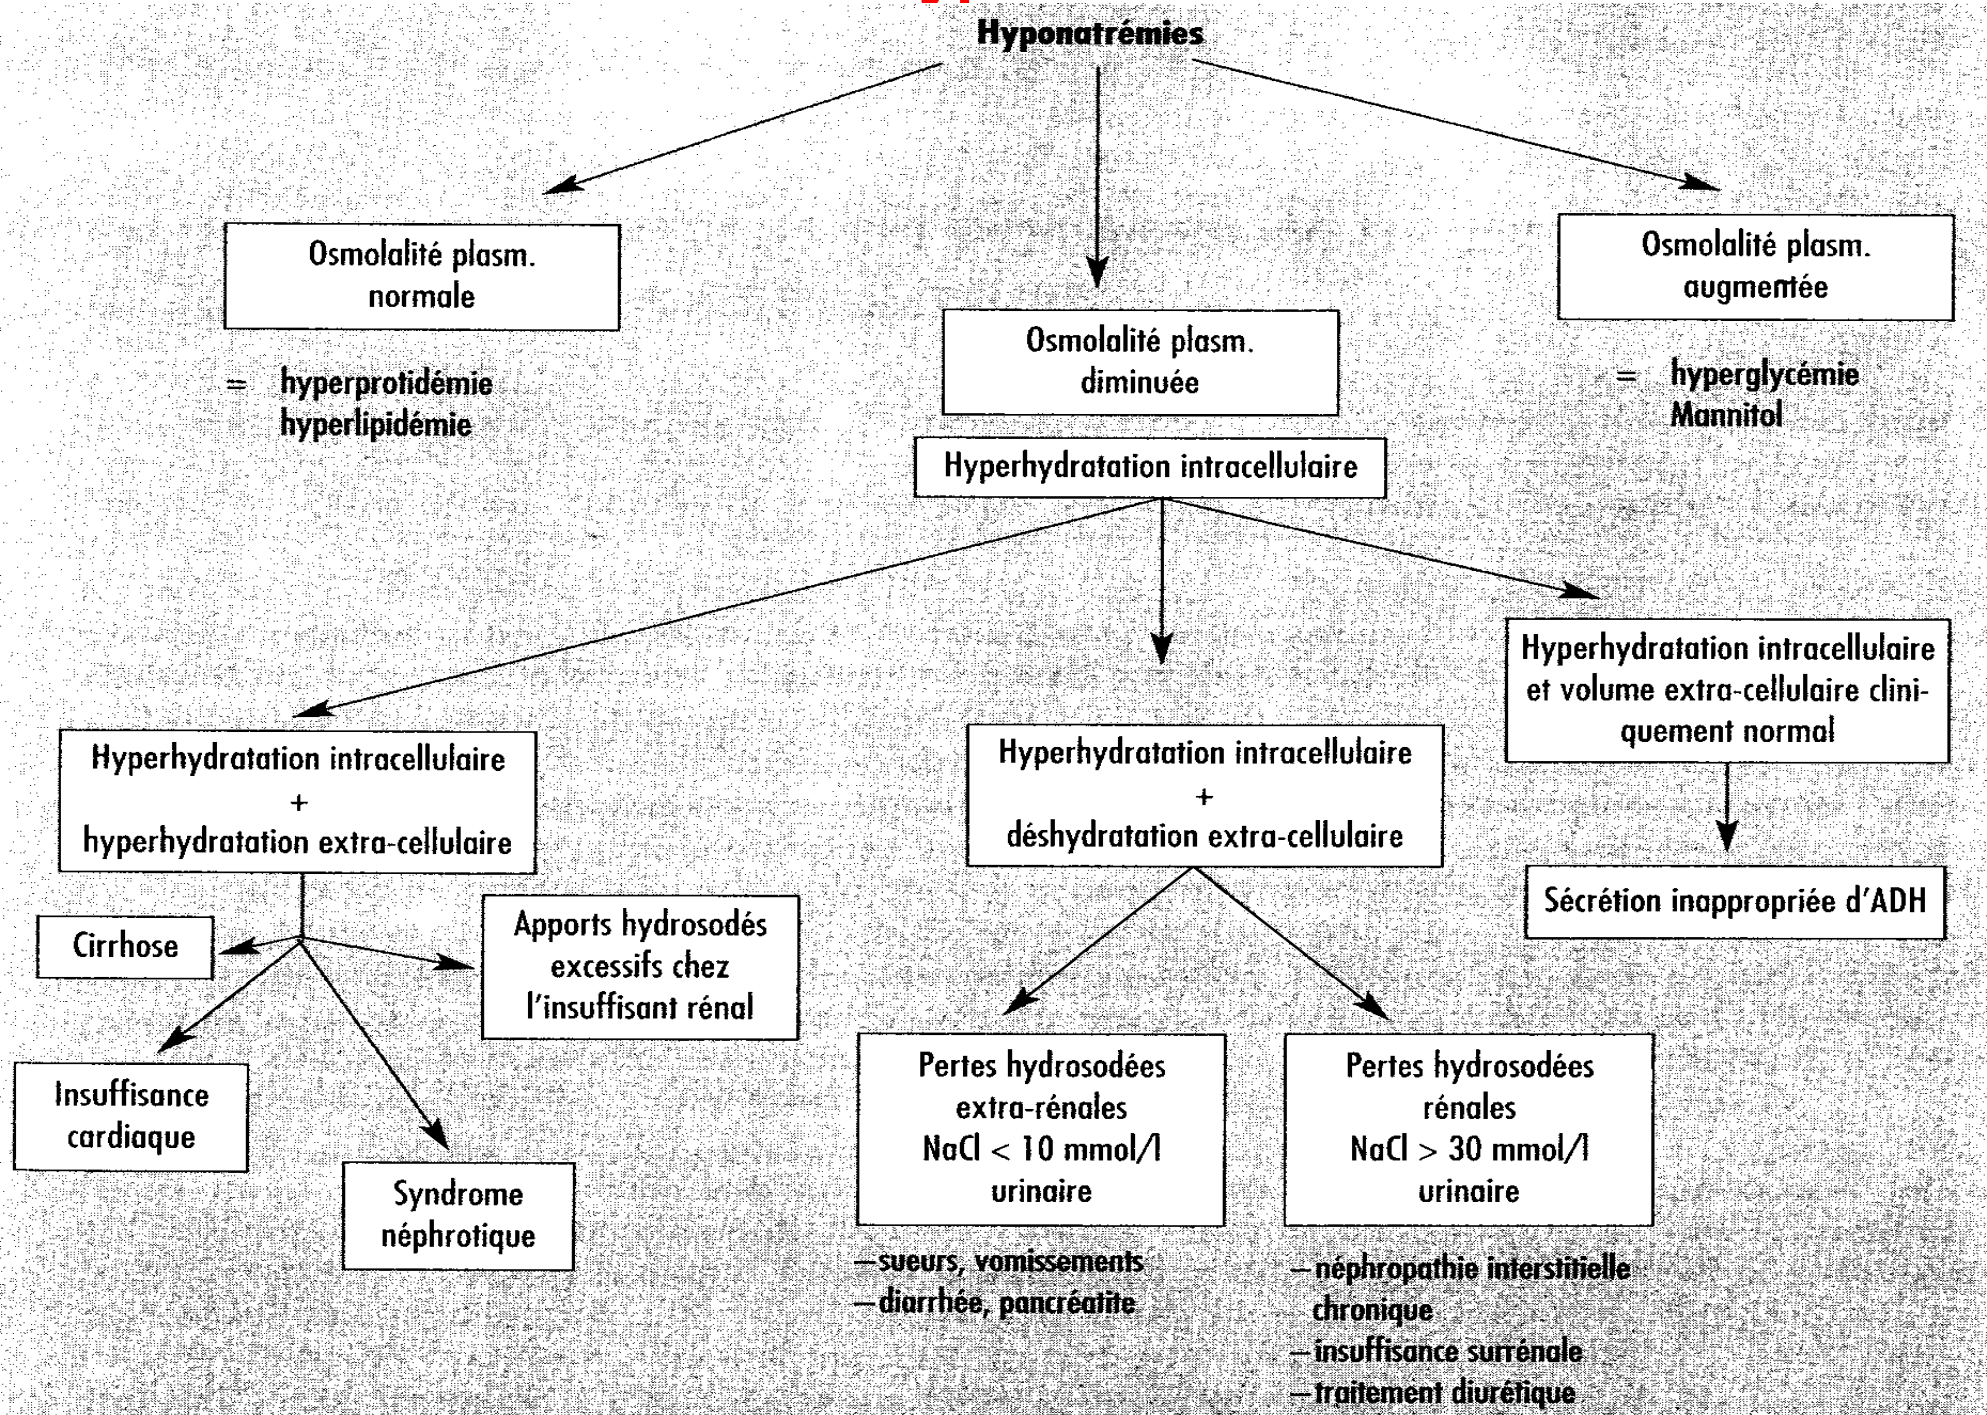 Hyponatrémies
Osmolalité plasm.
normale
= hyperprotidémie
hyperlipidémie
Osmolalité plasm.
diminuée
Hyperhydratation intracellulaire
Osmolalité plasm.
augmentée
= hyperglycémie
Mannitol
Hyperhydratation intracellulaire
+
hyperhydratation extra-cellulaire
Cirrhose
Insuffisance
cardiaque
Syndrome
néphrotique
Apports hydrosodés
excessifs chez
l'insuffisant rénal
Hyperhydratation intracellulaire
+
déshydratation extra-cellulaire
Pertes hydrosodées
extra-rénales
NaCl < 10 mmol/l
urinaire
– sueurs, vomissements
– diarrhée, pancréatite
Pertes hydrosodées
rénales
NaCl > 30 mmol/l
urinaire
– néphropathie interstitielle
chronique
– insuffisance surrénale
– traitement diurétique
Hyperhydratation intracellulaire
et volume extra-cellulaire clini-
quement normal
Sécrétion inappropriée d'ADH